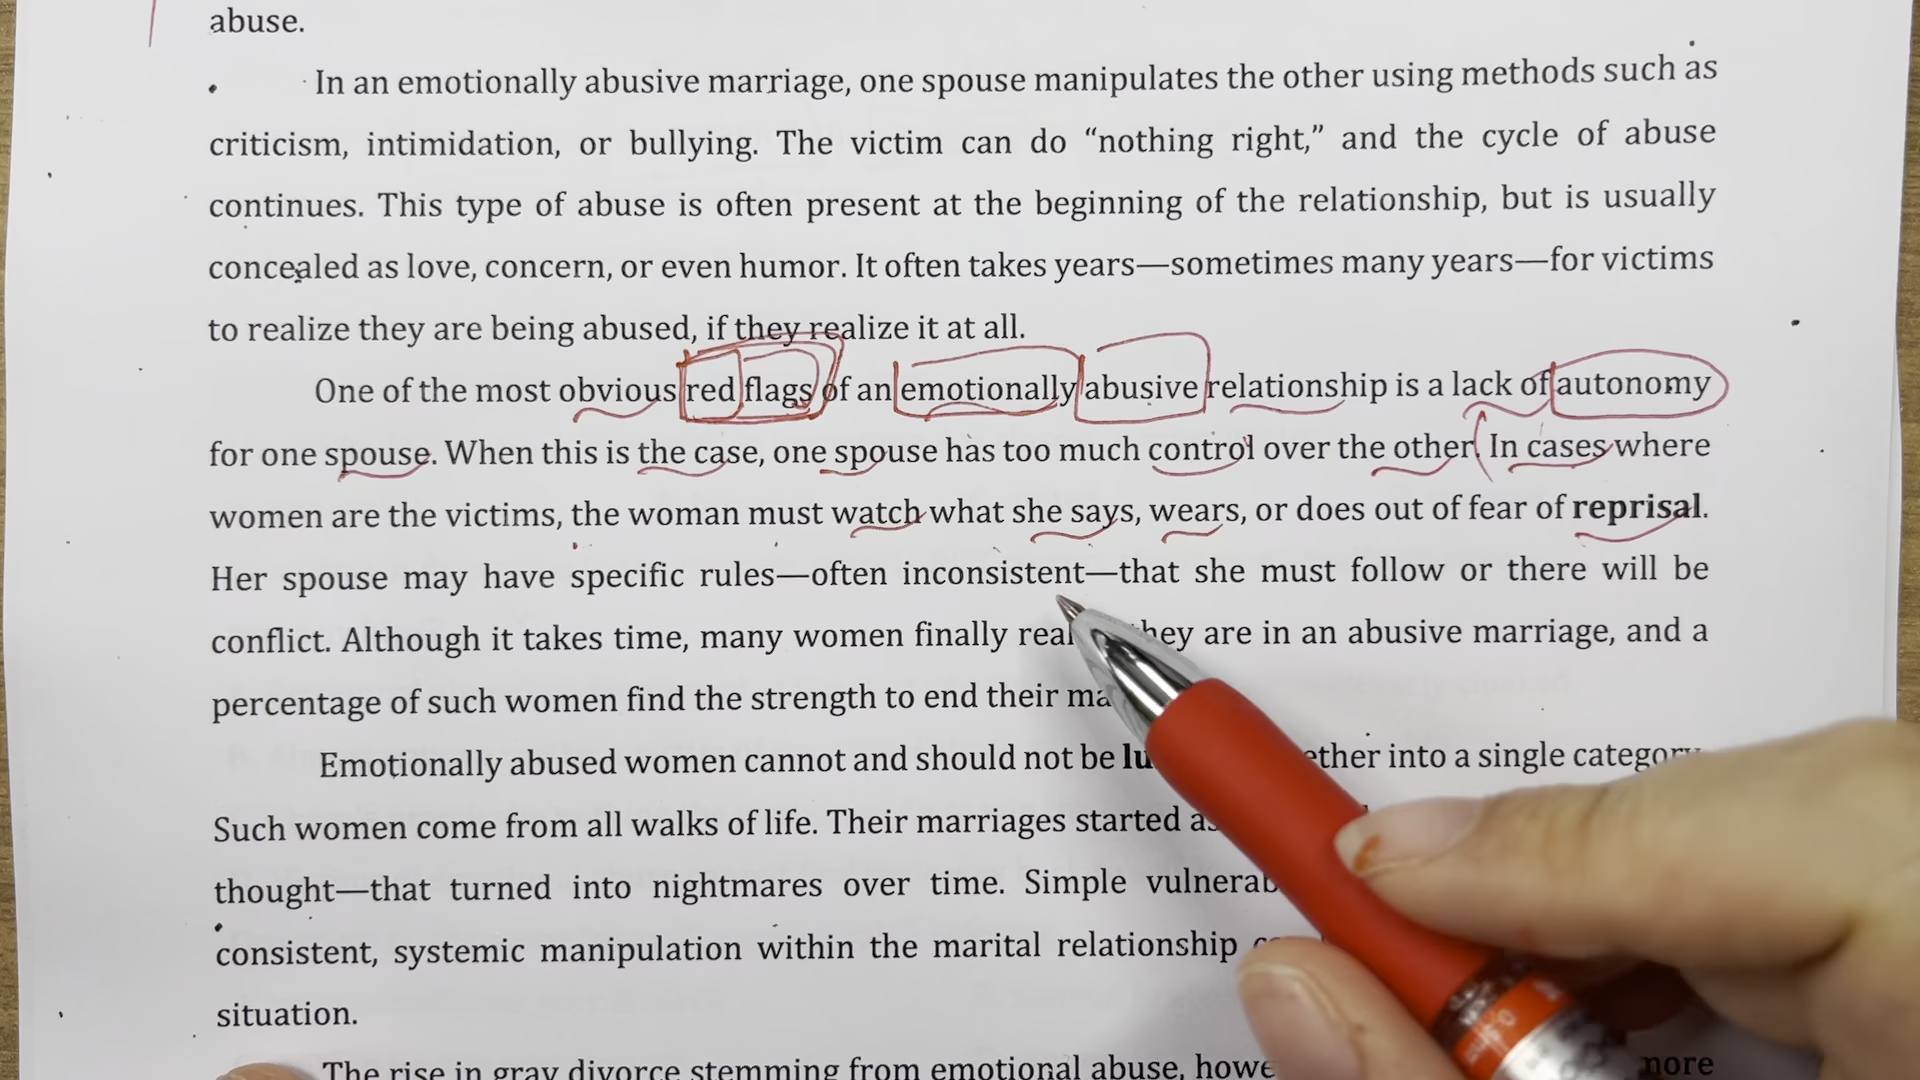 abuse.
In an emotionally abusive marriage, one spouse manipulates the other using methods such as
criticism, intimidation, or bullying. The victim can do “nothing right,” and the cycle of abuse
continues. This type of abuse is often present at the beginning of the relationship, but is usually
concealed as love, concern, or even humor. It often takes years—sometimes many years—for victims
to realize they are being abused, if they realize it at all.
One of the most obvious red flags of an emotionally abusive relationship is a lack of autonomy
for one spouse. When this is the case, one spouse has too much control over the other. In cases where
women are the victims, the woman must watch what she says, wears, or does out of fear of reprisal.
Her spouse may have specific rules—often inconsistent—that she must follow or there will be
conflict. Although it takes time, many women finally they are in an abusive marriage, and a
percentage of such women find the strength to end their
Emotionally abused women cannot and should not be into a single category.
Such women come from all walks of life. Their marriages started
thought—that turned into nightmares over time. Simple
consistent, systemic manipulation within the marital relationship
situation.
The rise in gray divorce stemming from emotional abuse, more